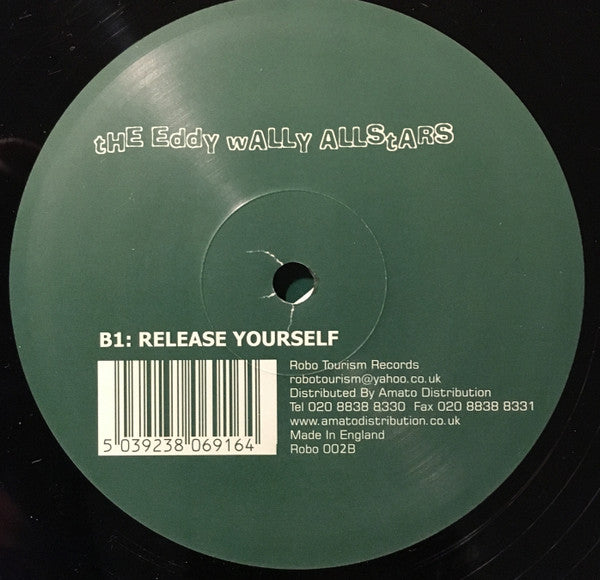 tHE EddY wALLY ALLStARS
B1: RELEASE YOURSELF
Robo Tourism Records
robotourism@yahoo.co.uk
Distributed By Amato Distribution
Tel 020 8838 8330 Fax 020 8838 8331
www.amatodistribution.co.uk
Made In England
Robo 002B
5 039238 069164